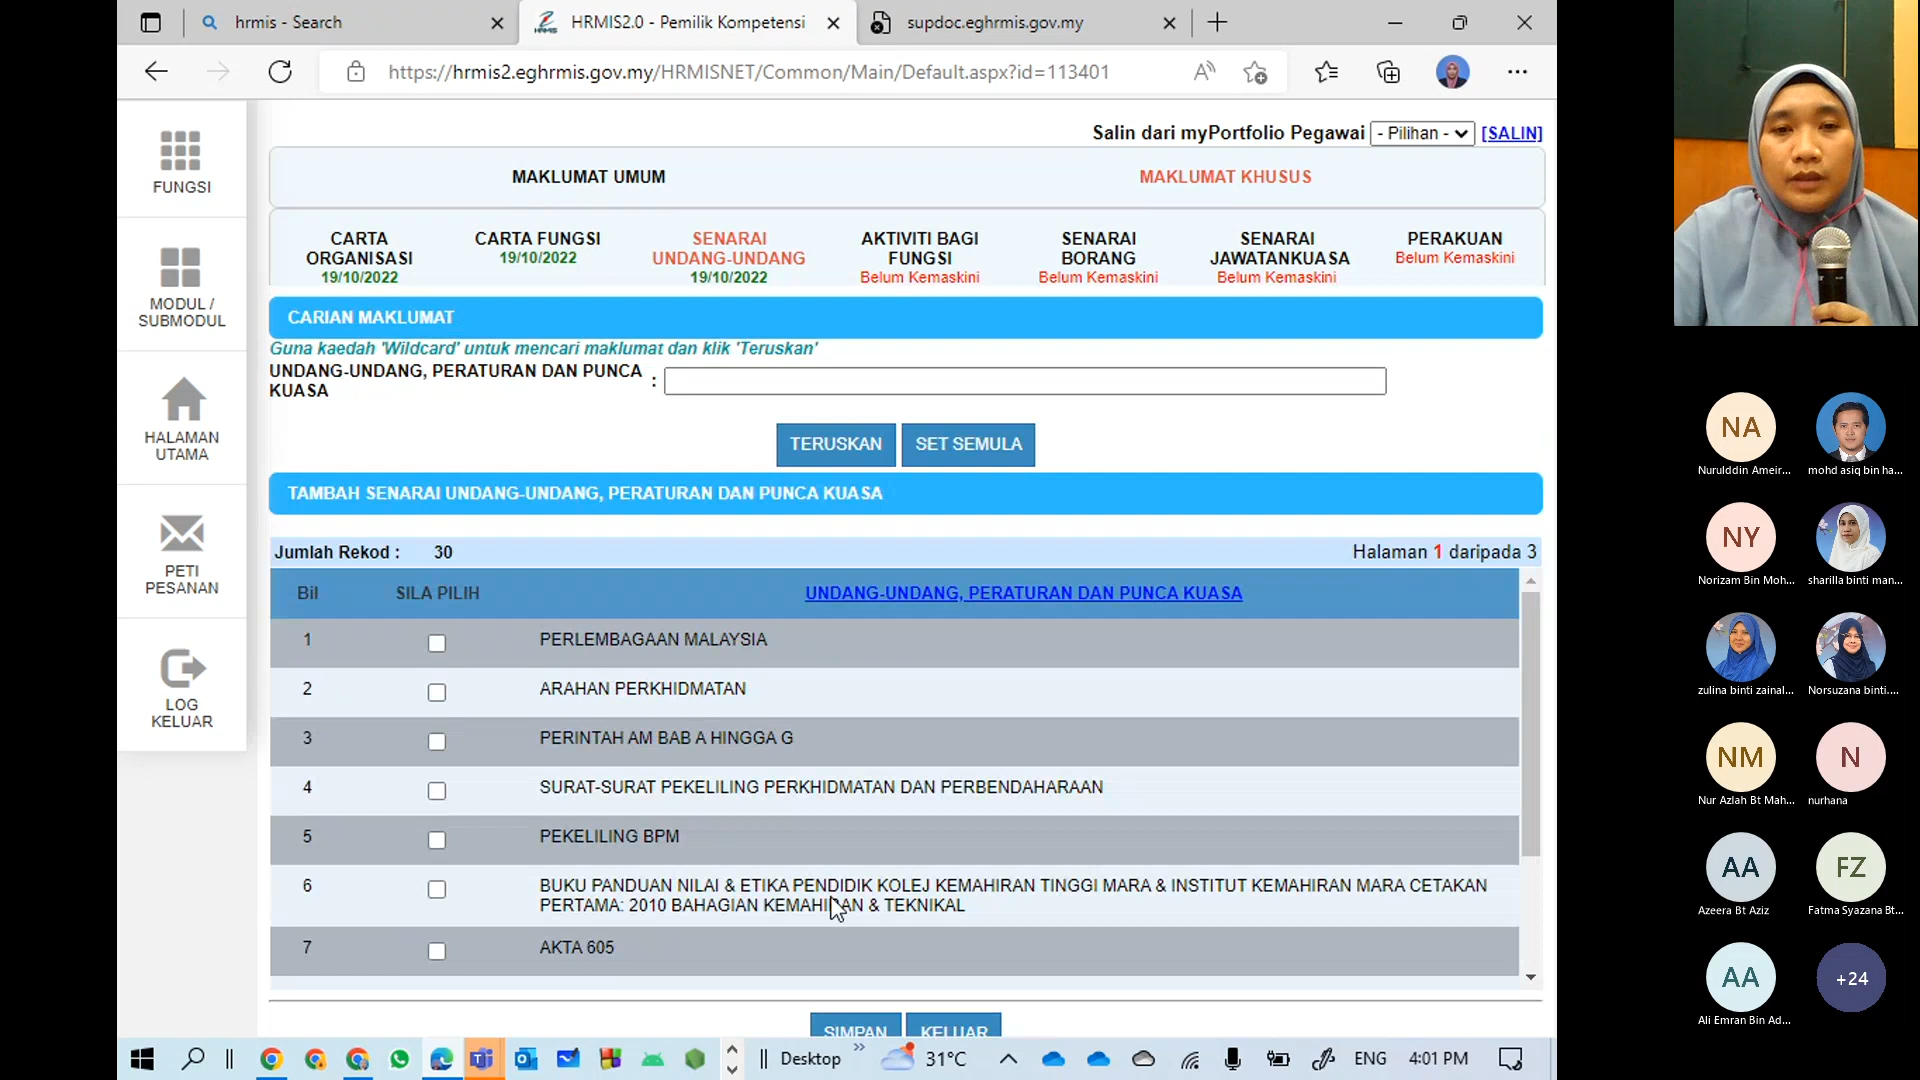 hrmis - Search
HRMIS2.0 - Pemilik Kompetensi
supdoc.eghrmis.gov.my
https://hrmis2.eghrmis.gov.my/HRMISNET/Common/Main/Default.aspx?id=113401
FUNGSI
MODUL /
SUBMODUL
HALAMAN
UTAMA
PETI
PESANAN
LOG
KELUAR
Salin dari myPortfolio Pegawai - Pilihan - [SALIN]
MAKLUMAT UMUM
MAKLUMAT KHUSUS
CARTA
ORGANISASI
19/10/2022
CARTA FUNGSI
19/10/2022
SENARAI
UNDANG-UNDANG
19/10/2022
AKTIVITI BAGI
FUNGSI
Belum Kemaskini
SENARAI
BORANG
Belum Kemaskini
SENARAI
JAWATANKUASA
Belum Kemaskini
PERAKUAN
Belum Kemaskini
CARIAN MAKLUMAT
Guna kaedah 'Wildcard' untuk mencari maklumat dan klik 'Teruskan'
UNDANG-UNDANG, PERATURAN DAN PUNCA
KUASA :
TERUSKAN
SET SEMULA
TAMBAH SENARAI UNDANG-UNDANG, PERATURAN DAN PUNCA KUASA
Jumlah Rekod : 30
Halaman 1 daripada 3
Bil SILA PILIH UNDANG-UNDANG, PERATURAN DAN PUNCA KUASA
1 PERLEMBAGAAN MALAYSIA
2 ARAHAN PERKHIDMATAN
3 PERINTAH AM BAB A HINGGA G
4 SURAT-SURAT PEKELILING PERKHIDMATAN DAN PERBENDAHARAAN
5 PEKELILING BPM
6 BUKU PANDUAN NILAI & ETIKA PENDIDIK KOLEJ KEMAHIRAN TINGGI MARA & INSTITUT KEMAHIRAN MARA CETAKAN
PERTAMA: 2010 BAHAGIAN KEMAHIRAN & TEKNIKAL
7 AKTA 605
SIMPAN
KELUAR
Desktop
31°C
ENG
4:01 PM
NA
Nurulddin Ameir...
mohd asiq bin ha...
NY
Norizam Bin Moh...
sharilla binti man...
zulina binti zainal...
Norsuzana binti....
NM
Nur Azlah Bt Mah...
N
nurhana
AA
Azeera Bt Aziz
FZ
Fatma Syazana Bt...
AA
Ali Emran Bin Ad...
+24